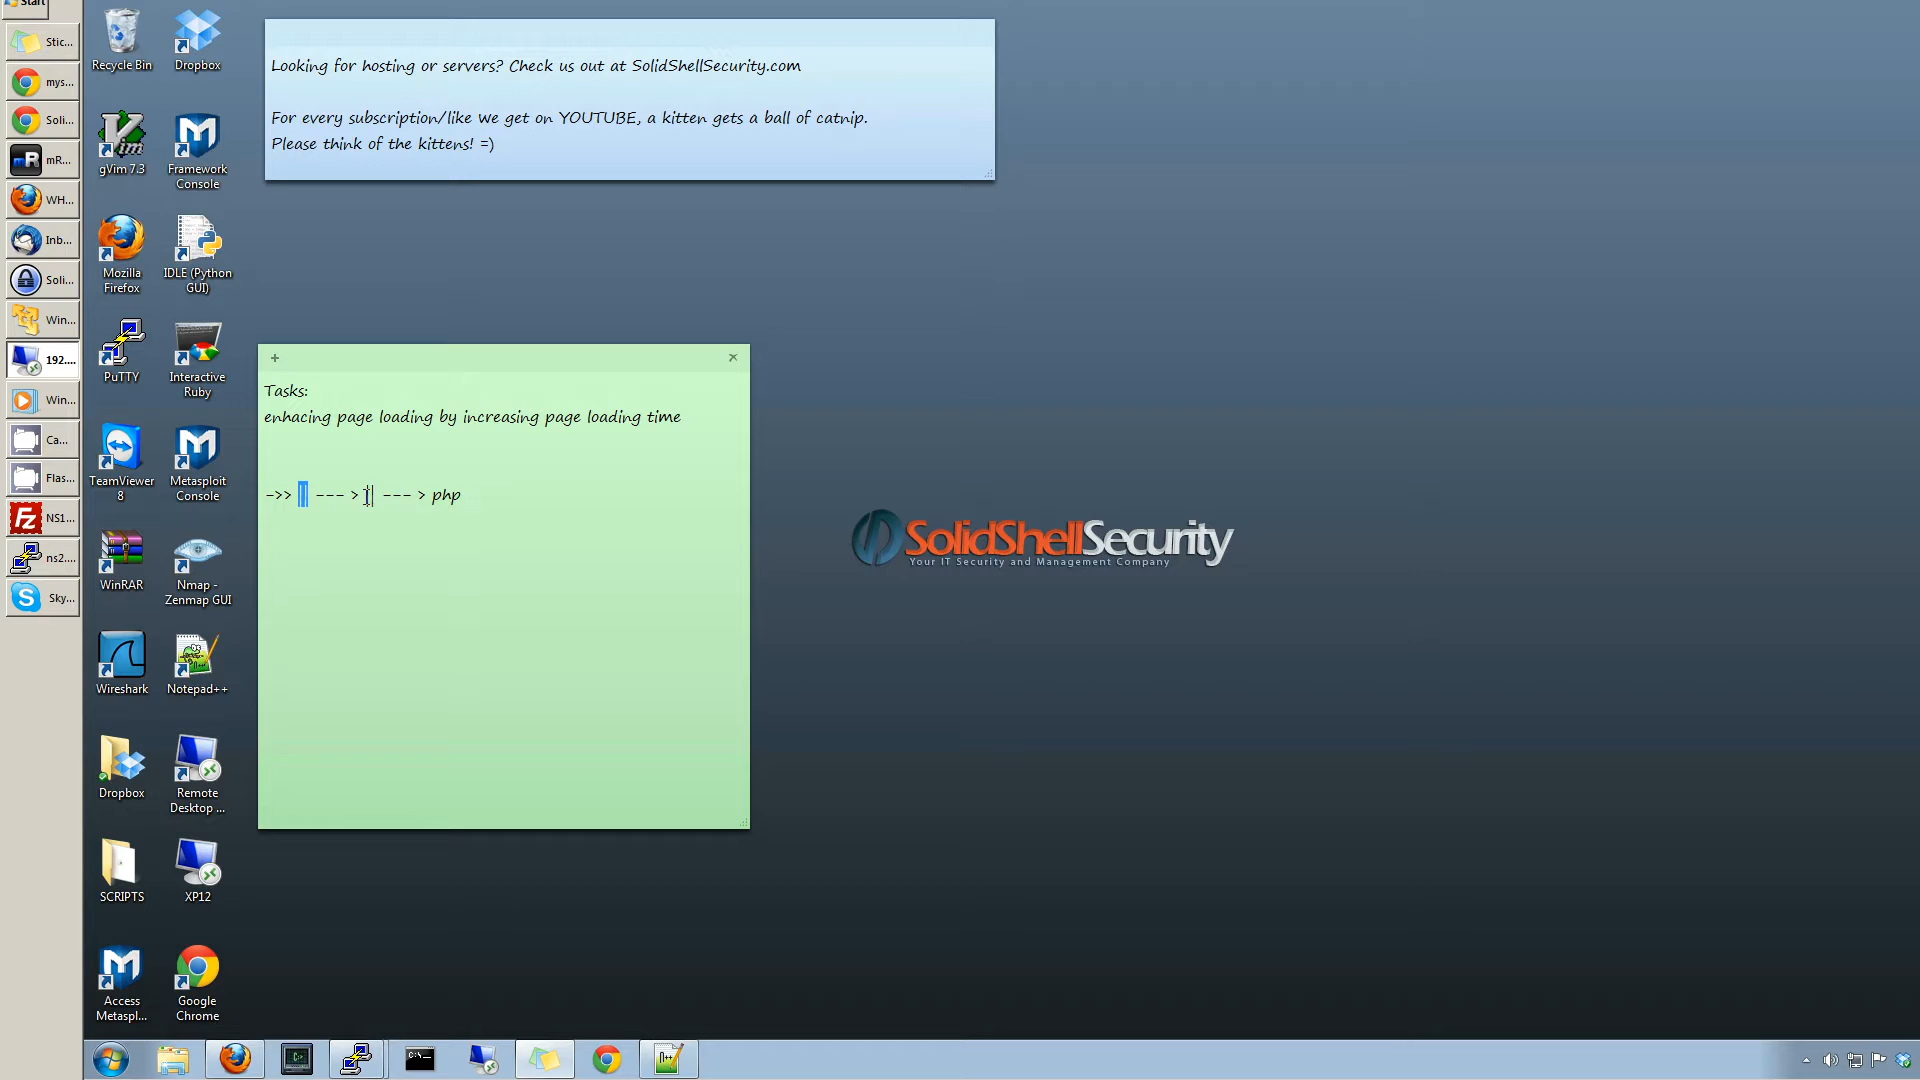 Start
Stic...
mys...
Soli...
mR...
WH...
Inb...
Soli...
Win...
192....
Win...
Ca...
Flas...
NS1...
ns2....
Sky...
Recycle Bin
Dropbox
gVim 7.3
Framework
Console
Mozilla
Firefox
IDLE (Python
GUI)
PuTTY
Interactive
Ruby
TeamViewer
8
Metasploit
Console
WinRAR
Nmap -
Zenmap GUI
Wireshark
Notepad++
Dropbox
Remote
Desktop ...
SCRIPTS
XP12
Access
Metaspl...
Google
Chrome
Looking for hosting or servers? Check us out at SolidShellSecurity.com
For every subscription/like we get on YOUTUBE, a kitten gets a ball of catnip.
Please think of the kittens! =)
Tasks:
enhacing page loading by increasing page loading time
->> || --- > || --- > php
SolidShellSecurity
Your IT Security and Management Company